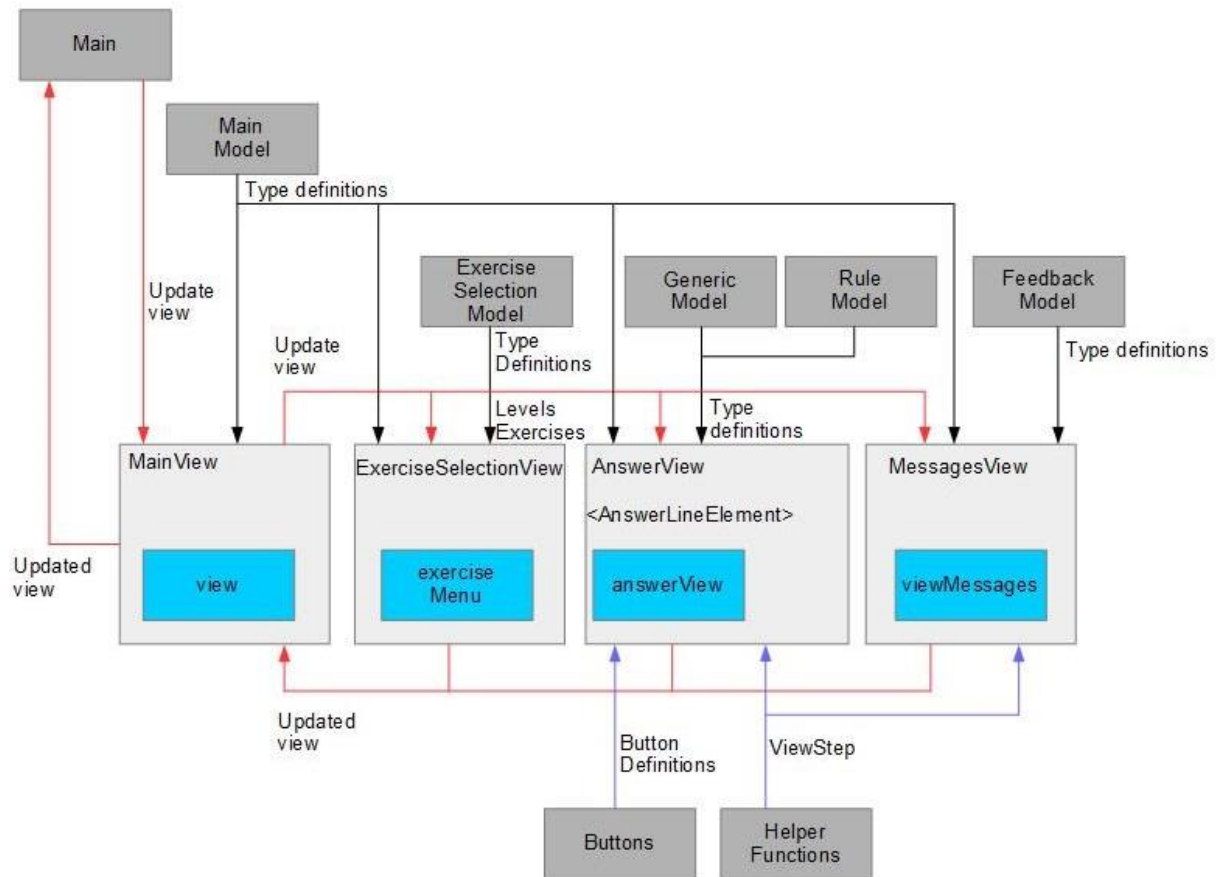 Main
Main
Model
Type definitions
Exercise
Selection
Model
Generic
Model
Rule
Model
Feedback
Model
Update
view
Update
view
Type
Definitions
Type definitions
Levels
Exercises
Type
definitions
MainView
ExerciseSelectionView
AnswerView
MessagesView
<AnswerLineElement>
Updated
view
view
exercise
Menu
answerView
viewMessages
Updated
view
Button
Definitions
ViewStep
Buttons
Helper
Functions